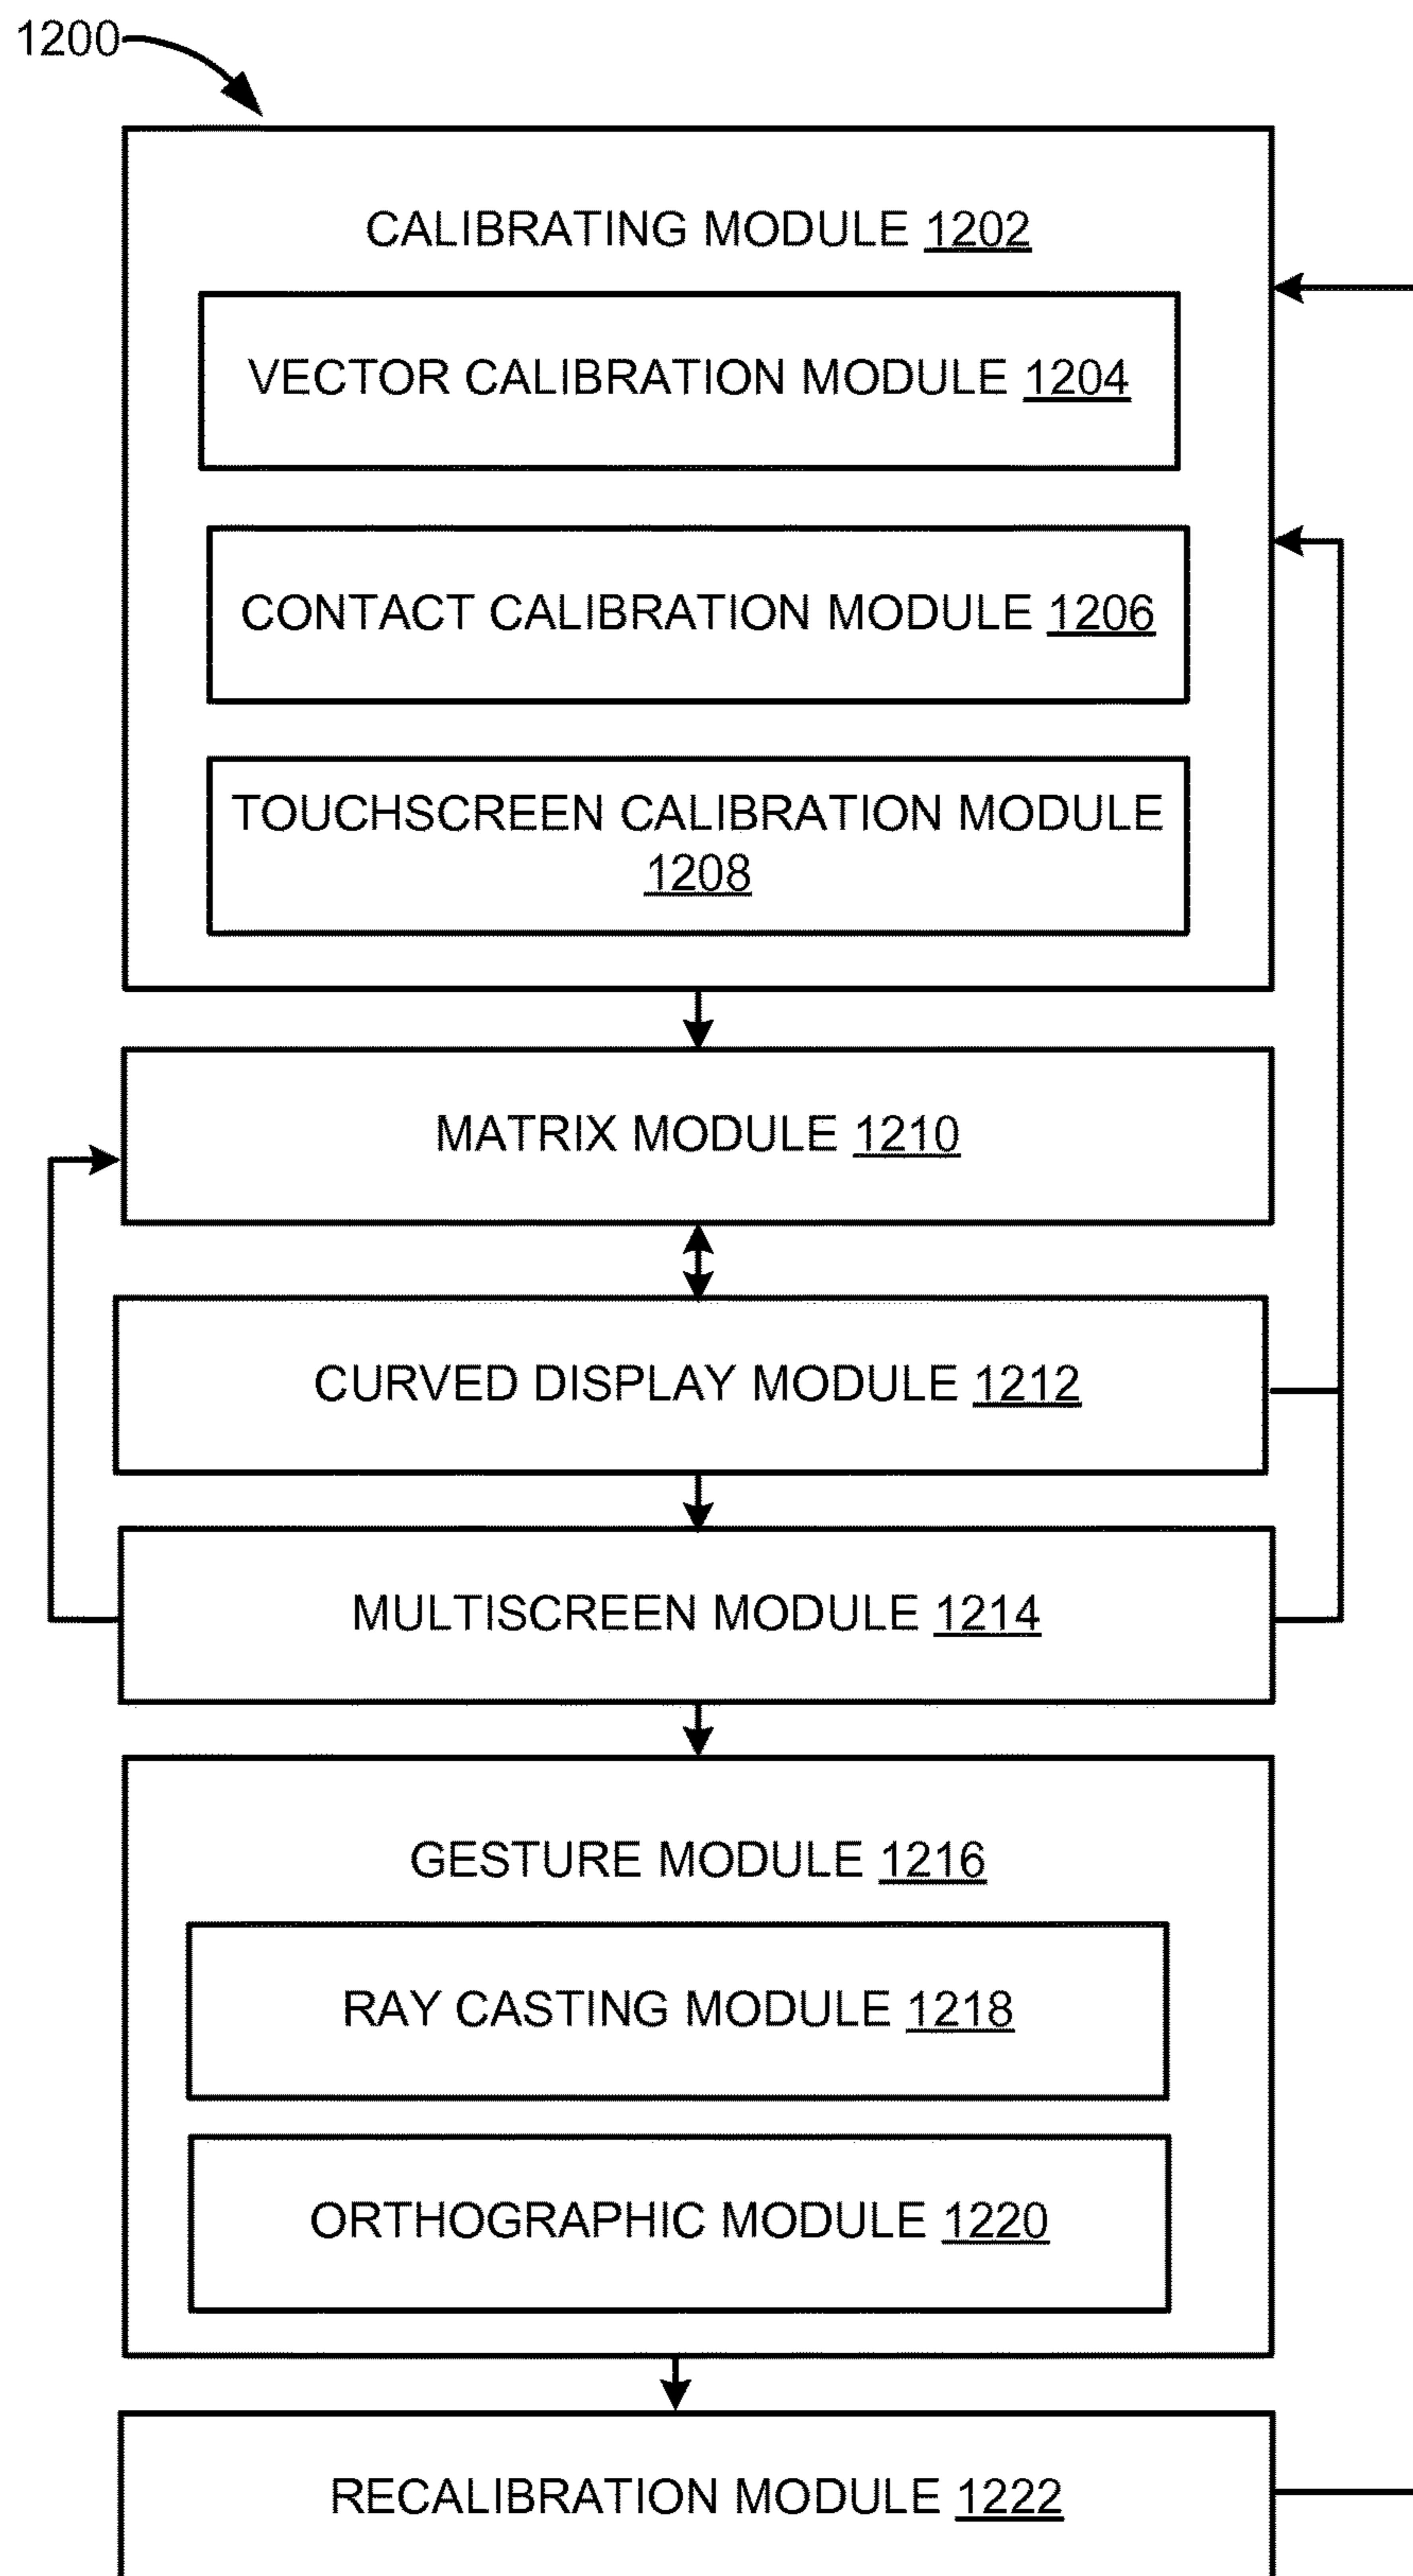 1200
CALIBRATING MODULE 1202
VECTOR CALIBRATION MODULE 1204
CONTACT CALIBRATION MODULE 1206
TOUCHSCREEN CALIBRATION MODULE
1208
MATRIX MODULE 1210
CURVED DISPLAY MODULE 1212
MULTISCREEN MODULE 1214
GESTURE MODULE 1216
RAY CASTING MODULE 1218
ORTHOGRAPHIC MODULE 1220
RECALIBRATION MODULE 1222